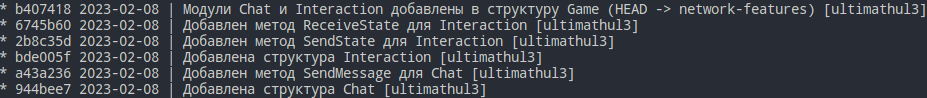 * b407418 2023-02-08 | Модули Chat и Interaction добавлены в структуру Game (HEAD -> network-features) [ultimathul3]
* 6745b60 2023-02-08 | Добавлен метод ReceiveState для Interaction [ultimathul3]
* 2b8c35d 2023-02-08 | Добавлен метод SendState для Interaction [ultimathul3]
* bde005f 2023-02-08 | Добавлена структура Interaction [ultimathul3]
* a43a236 2023-02-08 | Добавлен метод SendMessage для Chat [ultimathul3]
* 944bee7 2023-02-08 | Добавлена структура Chat [ultimathul3]